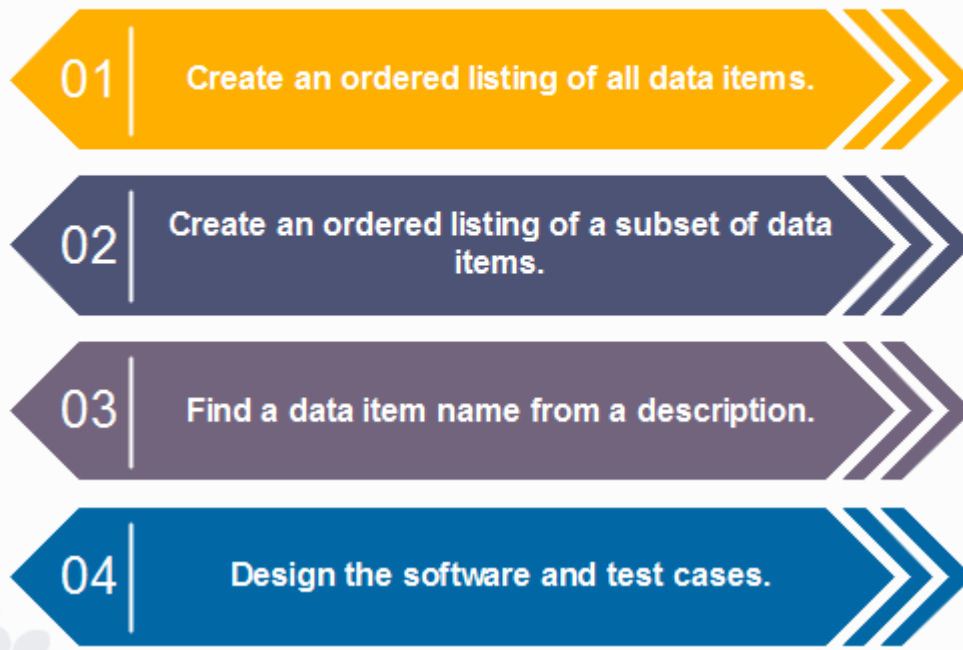 01
Create an ordered listing of all data items.
02
Create an ordered listing of a subset of data
items.
03
Find a data item name from a description.
04
Design the software and test cases.